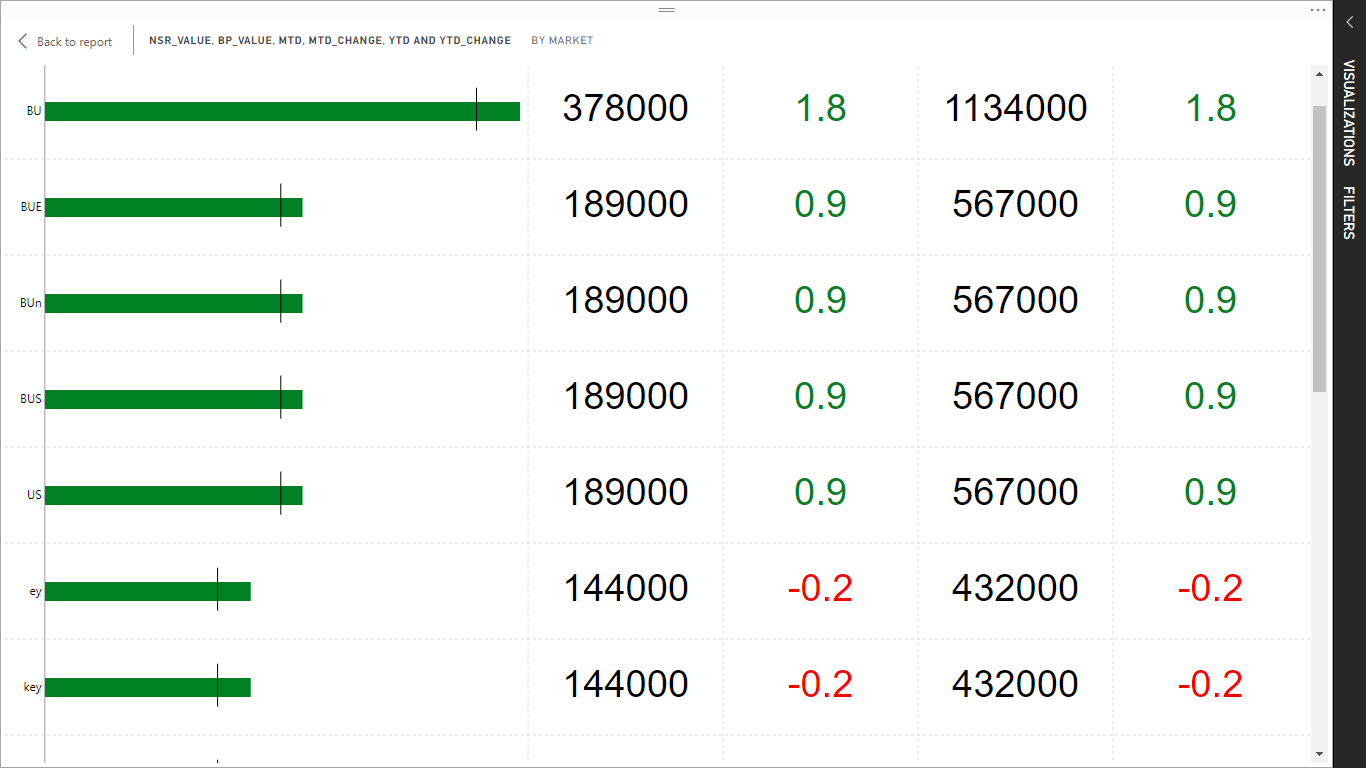 Back to report NSR_VALUE, BP_VALUE, MTD, MTD_CHANGE, YTD AND YTD_CHANGE BY MARKET
BU 378000 1.8 1134000 1.8
BUE 189000 0.9 567000 0.9
BUn 189000 0.9 567000 0.9
BUS 189000 0.9 567000 0.9
US 189000 0.9 567000 0.9
ey 144000 -0.2 432000 -0.2
key 144000 -0.2 432000 -0.2
VISUALIZATIONS
FILTERS